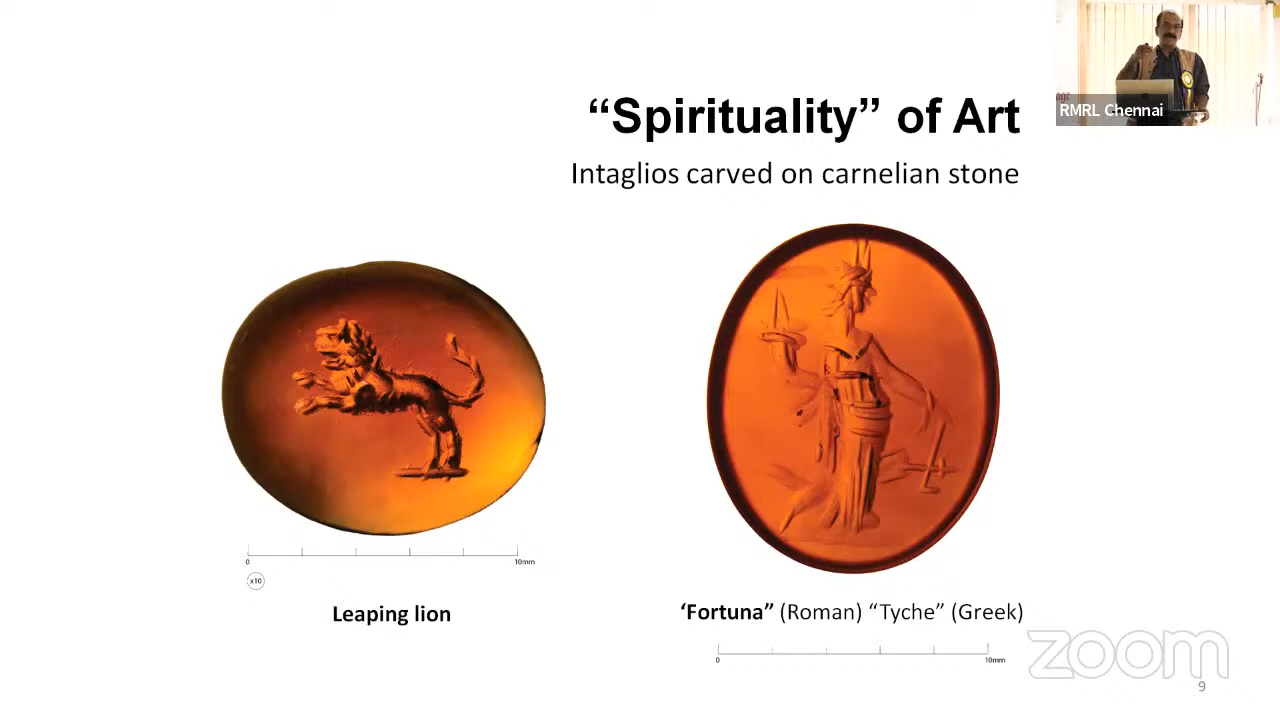 “Spirituality” of Art
Intaglios carved on carnelian stone
age
RMRL Chennai
0
10mm
x10
Leaping lion
‘Fortuna” (Roman) “Tyche” (Greek)
0
10mm
zoom
9